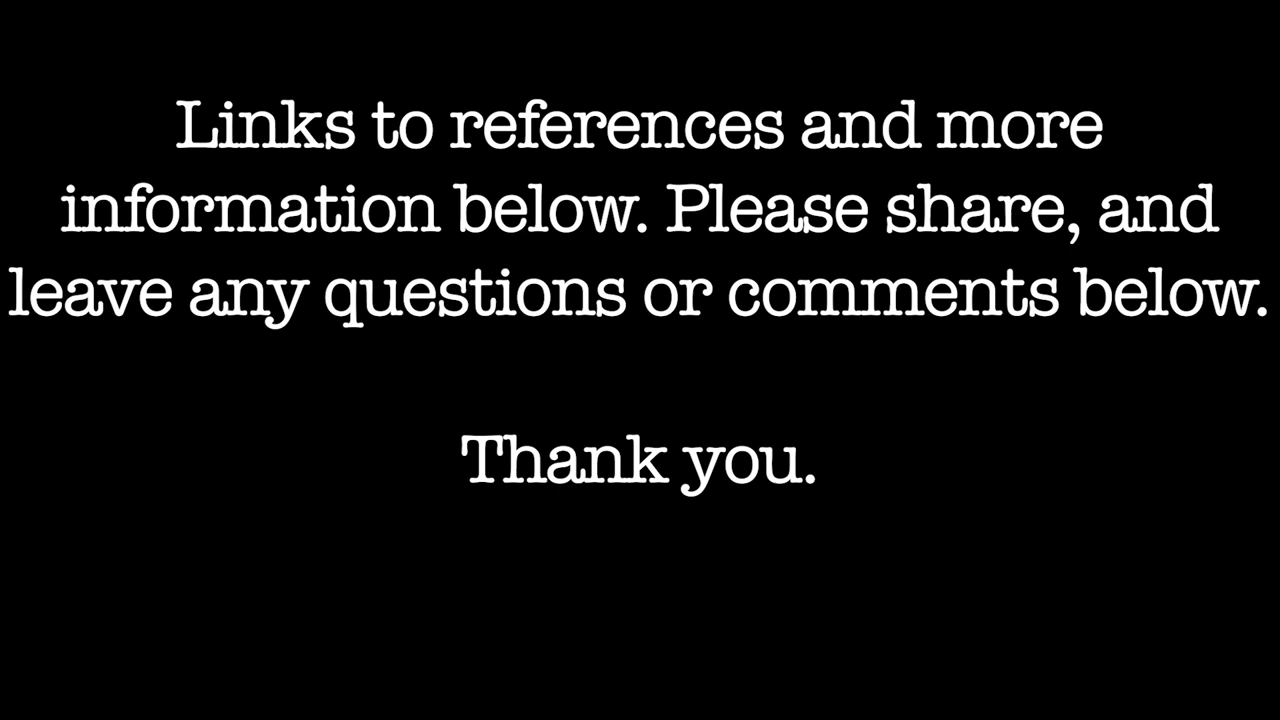 Links to references and more
information below. Please share, and
leave any questions or comments below.
Thank you.